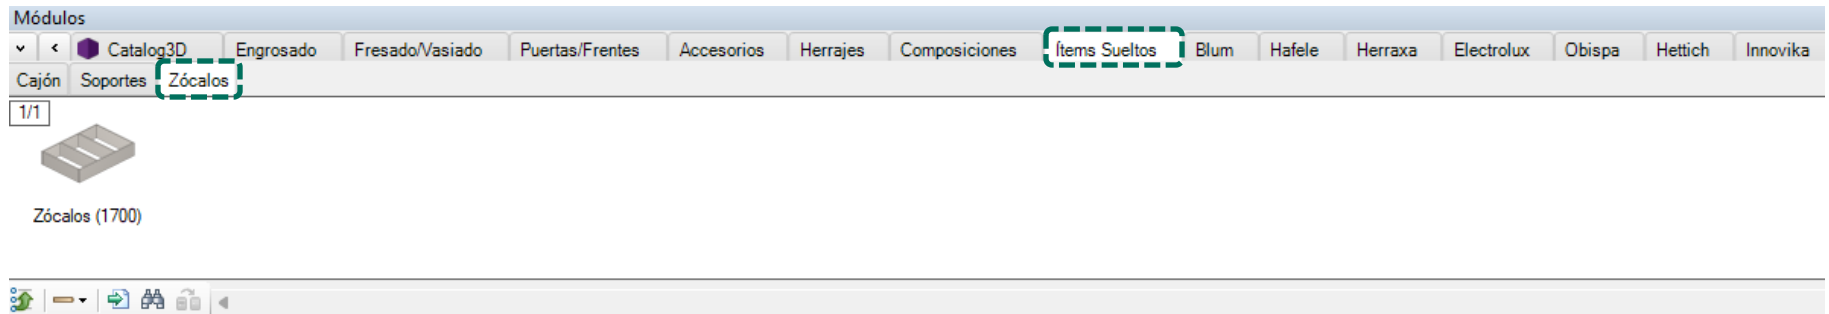 Módulos
Catalog3D Engrosado Fresado/Vasiado Puertas/Frentes Accesorios Herrajes Composiciones Ítems Sueltos Blum Hafele Herraxa Electrolux Obispa Hettich Innovika
Cajón Soportes Zócalos
1/1
Zócalos (1700)